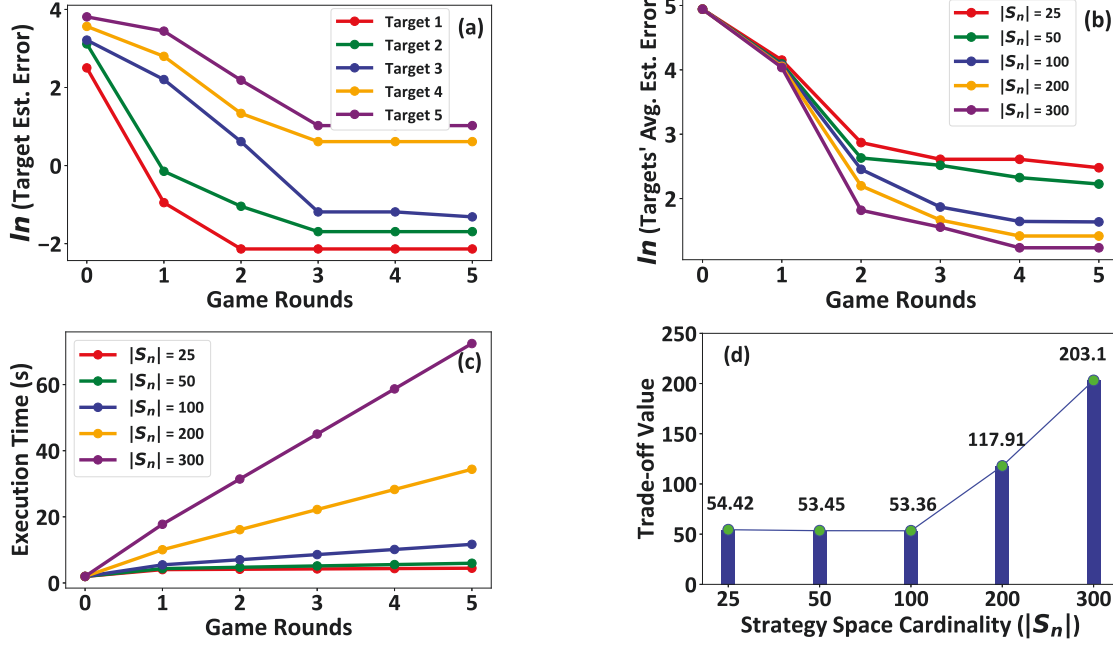 (a)
4
2
0
−2
ln (Target Est. Error)
Target 1
Target 2
Target 3
Target 4
Target 5
0 1 2 3 4 5
Game Rounds
(b)
5
4
3
2
ln (Targets' Avg. Est. Error)
|Sn| = 25
|Sn| = 50
|Sn| = 100
|Sn| = 200
|Sn| = 300
0 1 2 3 4 5
Game Rounds
(c)
60
40
20
0
Execution Time (s)
|Sn| = 25
|Sn| = 50
|Sn| = 100
|Sn| = 200
|Sn| = 300
0 1 2 3 4 5
Game Rounds
(d)
250
200
150
100
50
0
Trade-off Value
54.42
53.45
53.36
117.91
203.1
25 50 100 200 300
Strategy Space Cardinality (|Sn|)